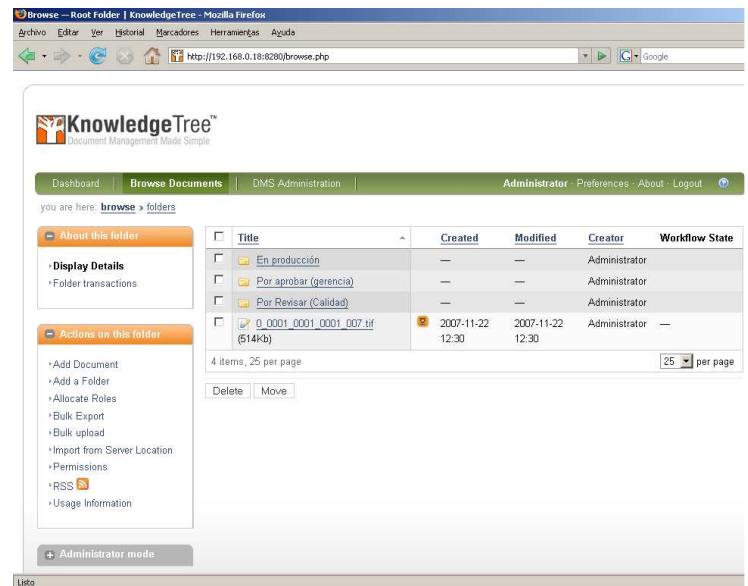 Browse — Root Folder | KnowledgeTree - Mozilla Firefox
Archivo Editar Ver Historial Marcadores Herramientas Ayuda
http://192.168.0.18:8280/browse.php
G Google
KnowledgeTree™
Document Management Made Simple
Dashboard Browse Documents DMS Administration Administrator · Preferences · About · Logout
you are here: browse » folders
About this folder
Display Details
Folder transactions
Actions on this folder
Add Document
Add a Folder
Allocate Roles
Bulk Export
Bulk upload
Import from Server Location
Permissions
RSS
Usage Information
Administrator mode
Title Created Modified Creator Workflow State
En producción — — Administrator
Por aprobar (gerencia) — — Administrator
Por Revisar (Calidad) — — Administrator
0_0001_0001_0001_007.tif 2007-11-22 2007-11-22 Administrator —
(514Kb) 12:30 12:30
4 items, 25 per page 25 per page
Delete Move
Listo